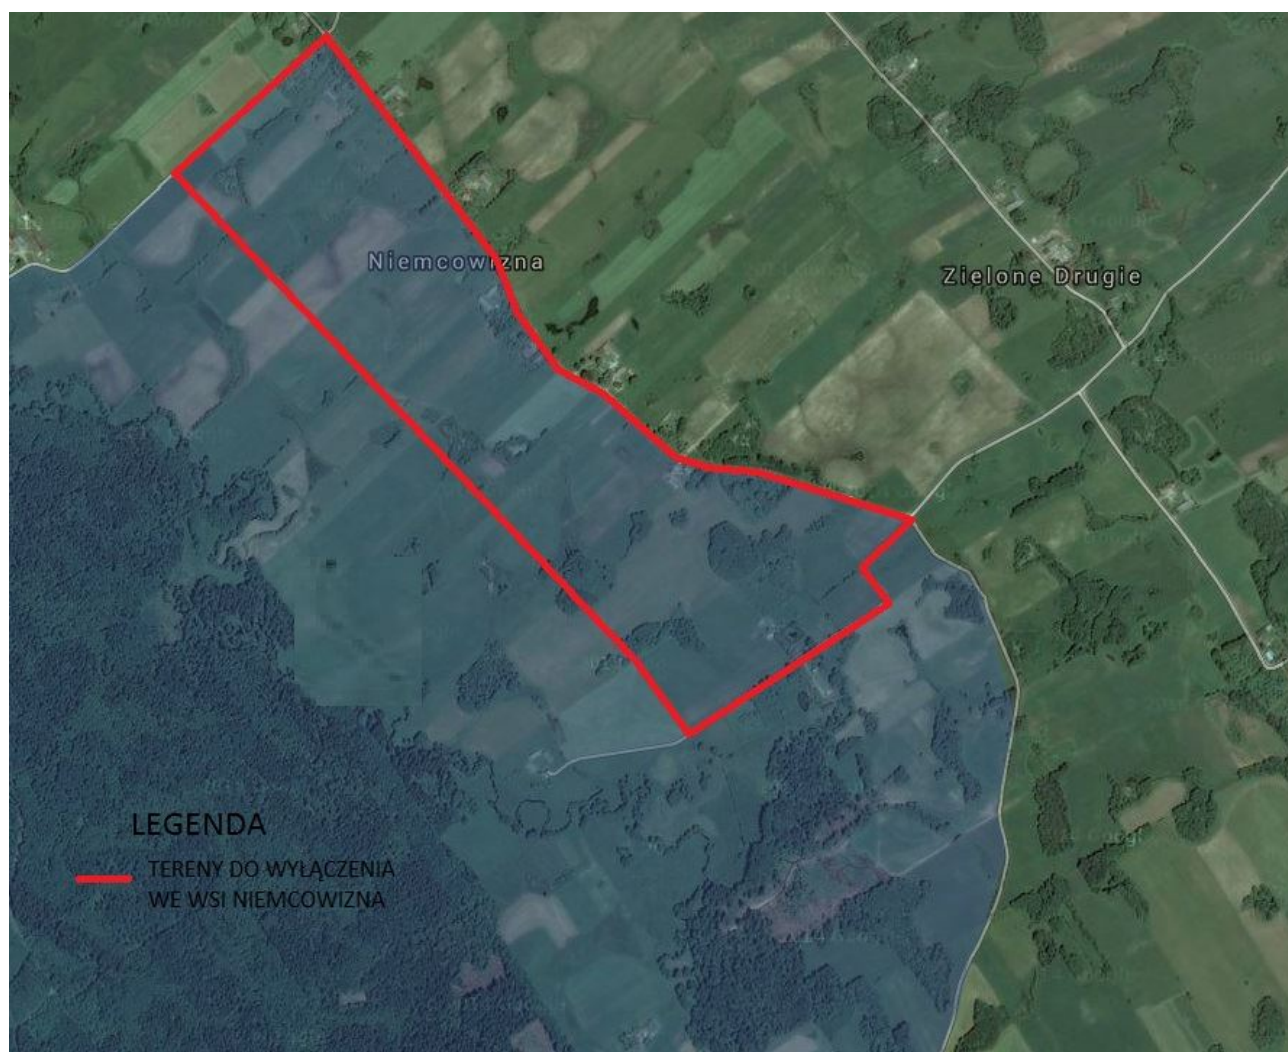 Niemcowizna
Zielone Drugie
LEGENDA
TERENY DO WYŁĄCZENIA
WE WSI NIEMCOWIZNA